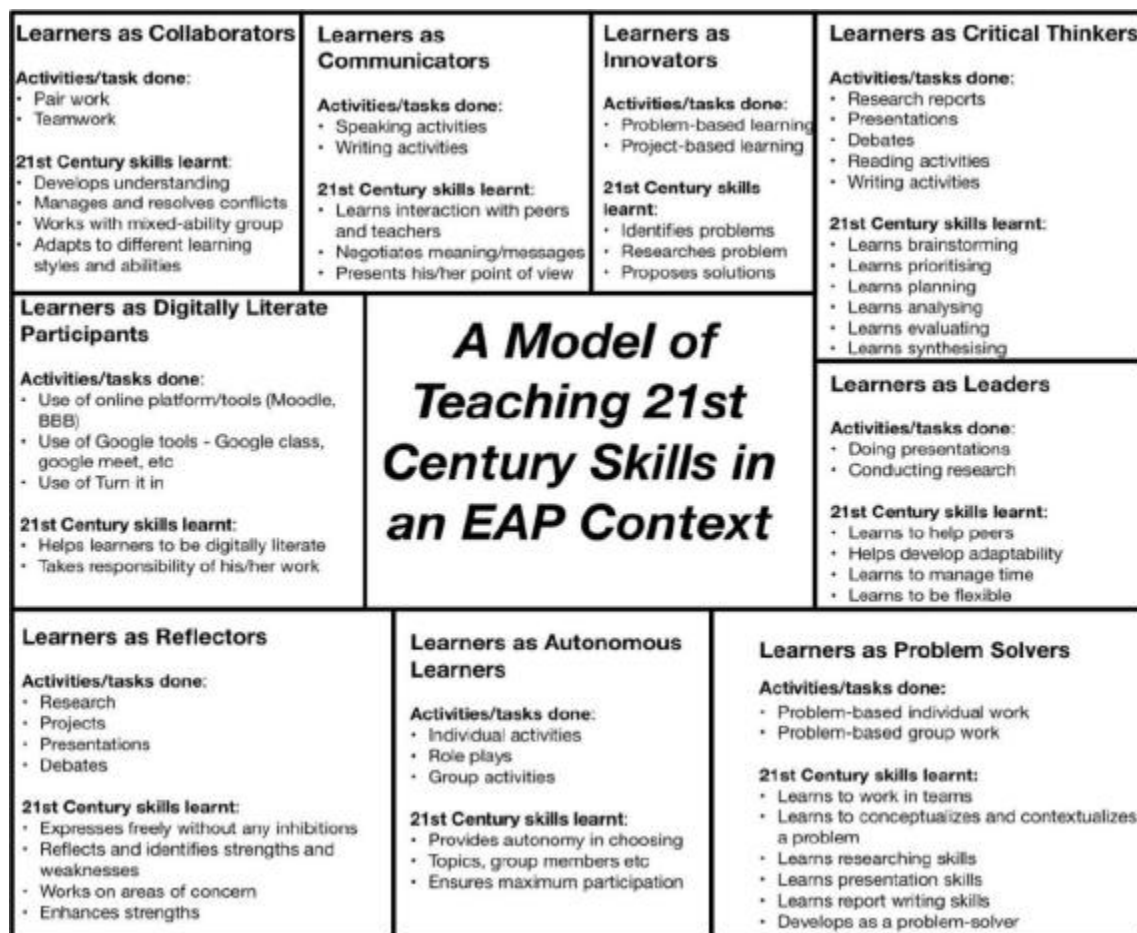 Learners as Collaborators
Activities/task done:
• Pair work
• Teamwork
21st Century skills learnt:
• Develops understanding
• Manages and resolves conflicts
• Works with mixed-ability group
• Adapts to different learning
styles and abilities
Learners as
Communicators
Activities/tasks done:
• Speaking activities
• Writing activities
21st Century skills learnt:
• Learns interaction with peers
and teachers
• Negotiates meaning/messages
• Presents his/her point of view
Learners as
Innovators
Activities/tasks done:
• Problem-based learning
• Project-based learning
21st Century skills
learnt:
• Identifies problems
• Researches problem
• Proposes solutions
Learners as Critical Thinkers
Activities/tasks done:
• Research reports
• Presentations
• Debates
• Reading activities
• Writing activities
21st Century skills learnt:
• Learns brainstorming
• Learns prioritising
• Learns planning
• Learns analysing
• Learns evaluating
• Learns synthesising
Learners as Digitally Literate
Participants
Activities/tasks done:
• Use of online platform/tools (Moodle,
BBB)
• Use of Google tools - Google class,
google meet, etc
• Use of Turn it in
21st Century skills learnt:
• Helps learners to be digitally literate
• Takes responsibility of his/her work
A Model of
Teaching 21st
Century Skills in
an EAP Context
Learners as Leaders
Activities/tasks done:
• Doing presentations
• Conducting research
21st Century skills learnt:
• Learns to help peers
• Helps develop adaptability
• Learns to manage time
• Learns to be flexible
Learners as Reflectors
Activities/tasks done:
• Research
• Projects
• Presentations
• Debates
21st Century skills learnt:
• Expresses freely without any inhibitions
• Reflects and identifies strengths and
weaknesses
• Works on areas of concern
• Enhances strengths
Learners as Autonomous
Learners
Activities/tasks done:
• Individual activities
• Role plays
• Group activities
21st Century skills learnt:
• Provides autonomy in choosing
• Topics, group members etc
• Ensures maximum participation
Learners as Problem Solvers
Activities/tasks done:
• Problem-based individual work
• Problem-based group work
21st Century skills learnt:
• Learns to work in teams
• Learns to conceptualizes and contextualizes
a problem
• Learns researching skills
• Learns presentation skills
• Learns report writing skills
• Develops as a problem-solver